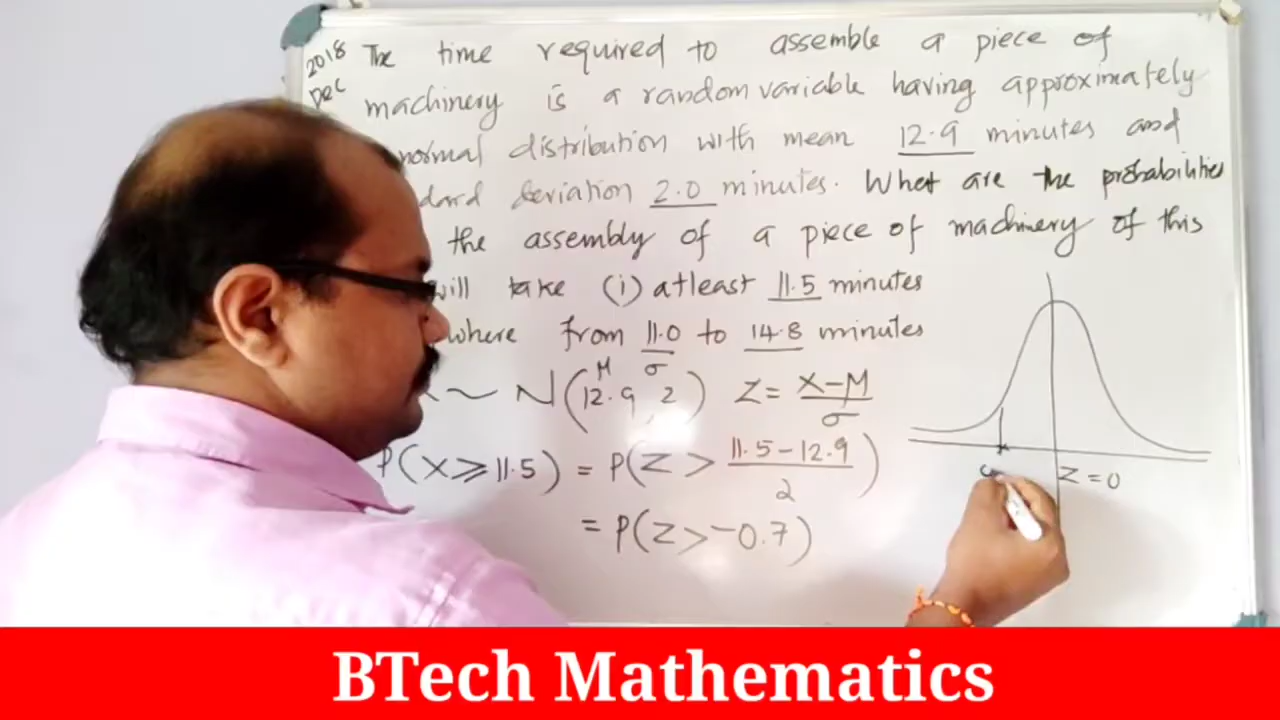 2018
Dec
The time required to assemble a piece of
machinery is a random variable having approximately
normal distribution with mean 12.9 minutes and
dard deviation 2.0 minutes. What are the probabilities
the assembly of a piece of machinery of this
will take (i) atleast 11.5 minutes
where from 11.0 to 14.8 minutes
M σ
~ N(12.9, 2) Z = X-M/σ
P(X ≥ 11.5) = P(Z > 11.5-12.9/2)
= P(Z > -0.7)
Z = 0
BTech Mathematics